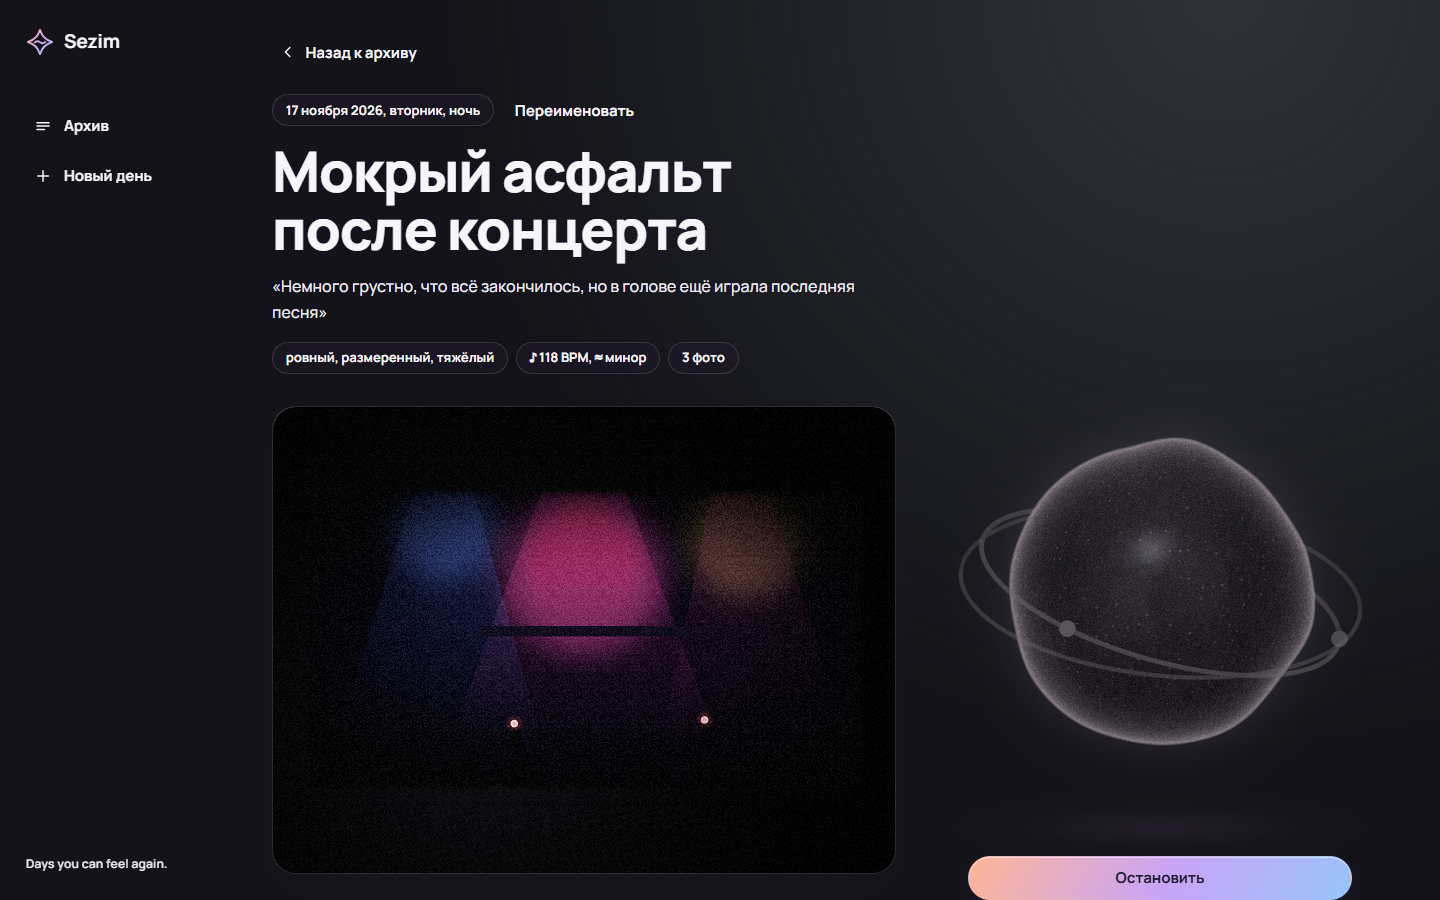 Sezim
Назад к архиву
17 ноября 2026, вторник, ночь
Переименовать
Архив
Новый день
Мокрый асфальт
после концерта
«Немного грустно, что всё закончилось, но в голове ещё играла последняя
песня»
ровный, размеренный, тяжёлый
♪ 118 BPM, ≈ минор
3 фото
Days you can feel again.
Остановить